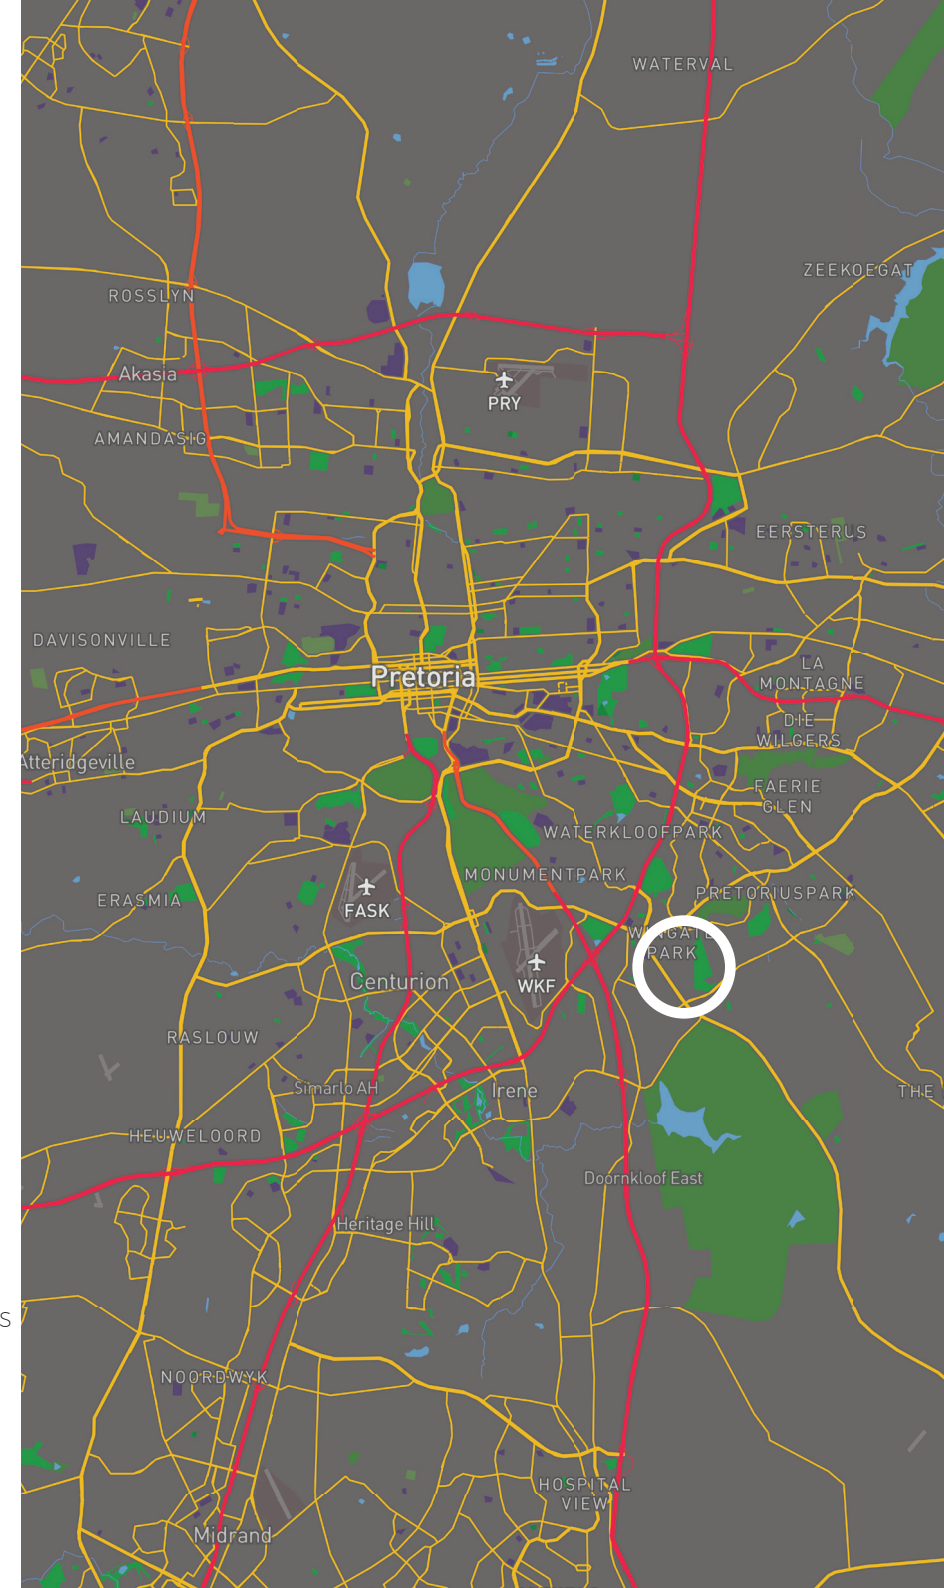 WATERVAL
ZEEKOEGAT
ROSSLYN
Akasia
PRY
AMANDASIG
EERSTERUS
DAVISONVILLE
LA
MONTAGNE
Pretoria
DIE
WILGERS
Atteridgeville
FAERIE
GLEN
LAUDIUM
WATERKLOOFPARK
MONUMENTPARK
ERASMIA
PRETORIUSPARK
FASK
WINGATE
PARK
Centurion
WKF
RASLOUW
Simarlo AH
Irene
THE
HEUWELOORD
Doornkloof East
Heritage Hill
S
NOORDWYK
HOSPITAL
VIEW
Midrand